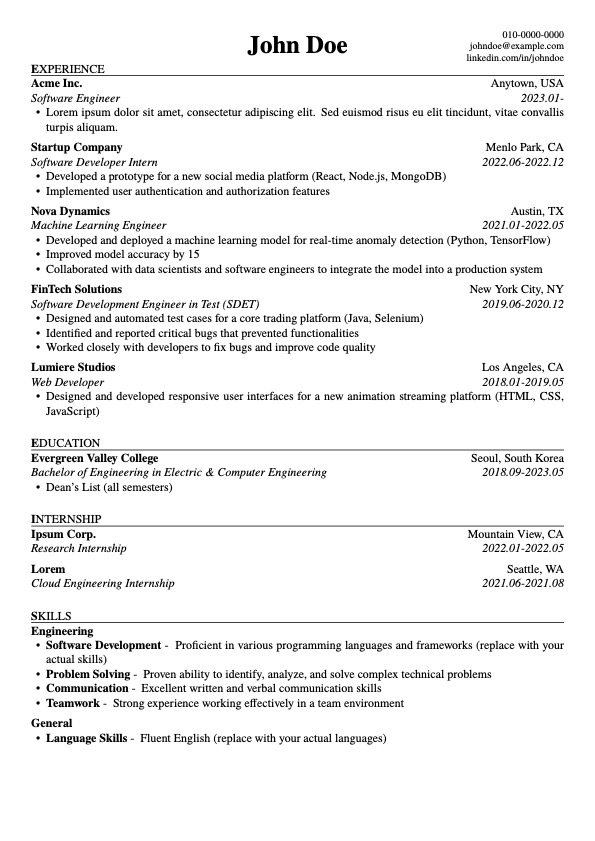 John Doe
010-0000-0000
johndoe@example.com
linkedin.com/in/johndoe
EXPERIENCE
Acme Inc. Anytown, USA
Software Engineer 2023.01-
• Lorem ipsum dolor sit amet, consectetur adipiscing elit. Sed euismod risus eu elit tincidunt, vitae convallis
turpis aliquam.
Startup Company Menlo Park, CA
Software Developer Intern 2022.06-2022.12
• Developed a prototype for a new social media platform (React, Node.js, MongoDB)
• Implemented user authentication and authorization features
Nova Dynamics Austin, TX
Machine Learning Engineer 2021.01-2022.05
• Developed and deployed a machine learning model for real-time anomaly detection (Python, TensorFlow)
• Improved model accuracy by 15
• Collaborated with data scientists and software engineers to integrate the model into a production system
FinTech Solutions New York City, NY
Software Development Engineer in Test (SDET) 2019.06-2020.12
• Designed and automated test cases for a core trading platform (Java, Selenium)
• Identified and reported critical bugs that prevented functionalities
• Worked closely with developers to fix bugs and improve code quality
Lumiere Studios Los Angeles, CA
Web Developer 2018.01-2019.05
• Designed and developed responsive user interfaces for a new animation streaming platform (HTML, CSS,
JavaScript)
EDUCATION
Evergreen Valley College Seoul, South Korea
Bachelor of Engineering in Electric & Computer Engineering 2018.09-2023.05
• Dean's List (all semesters)
INTERNSHIP
Ipsum Corp. Mountain View, CA
Research Internship 2022.01-2022.05
Lorem Seattle, WA
Cloud Engineering Internship 2021.06-2021.08
SKILLS
Engineering
• Software Development - Proficient in various programming languages and frameworks (replace with your
actual skills)
• Problem Solving - Proven ability to identify, analyze, and solve complex technical problems
• Communication - Excellent written and verbal communication skills
• Teamwork - Strong experience working effectively in a team environment
General
• Language Skills - Fluent English (replace with your actual languages)